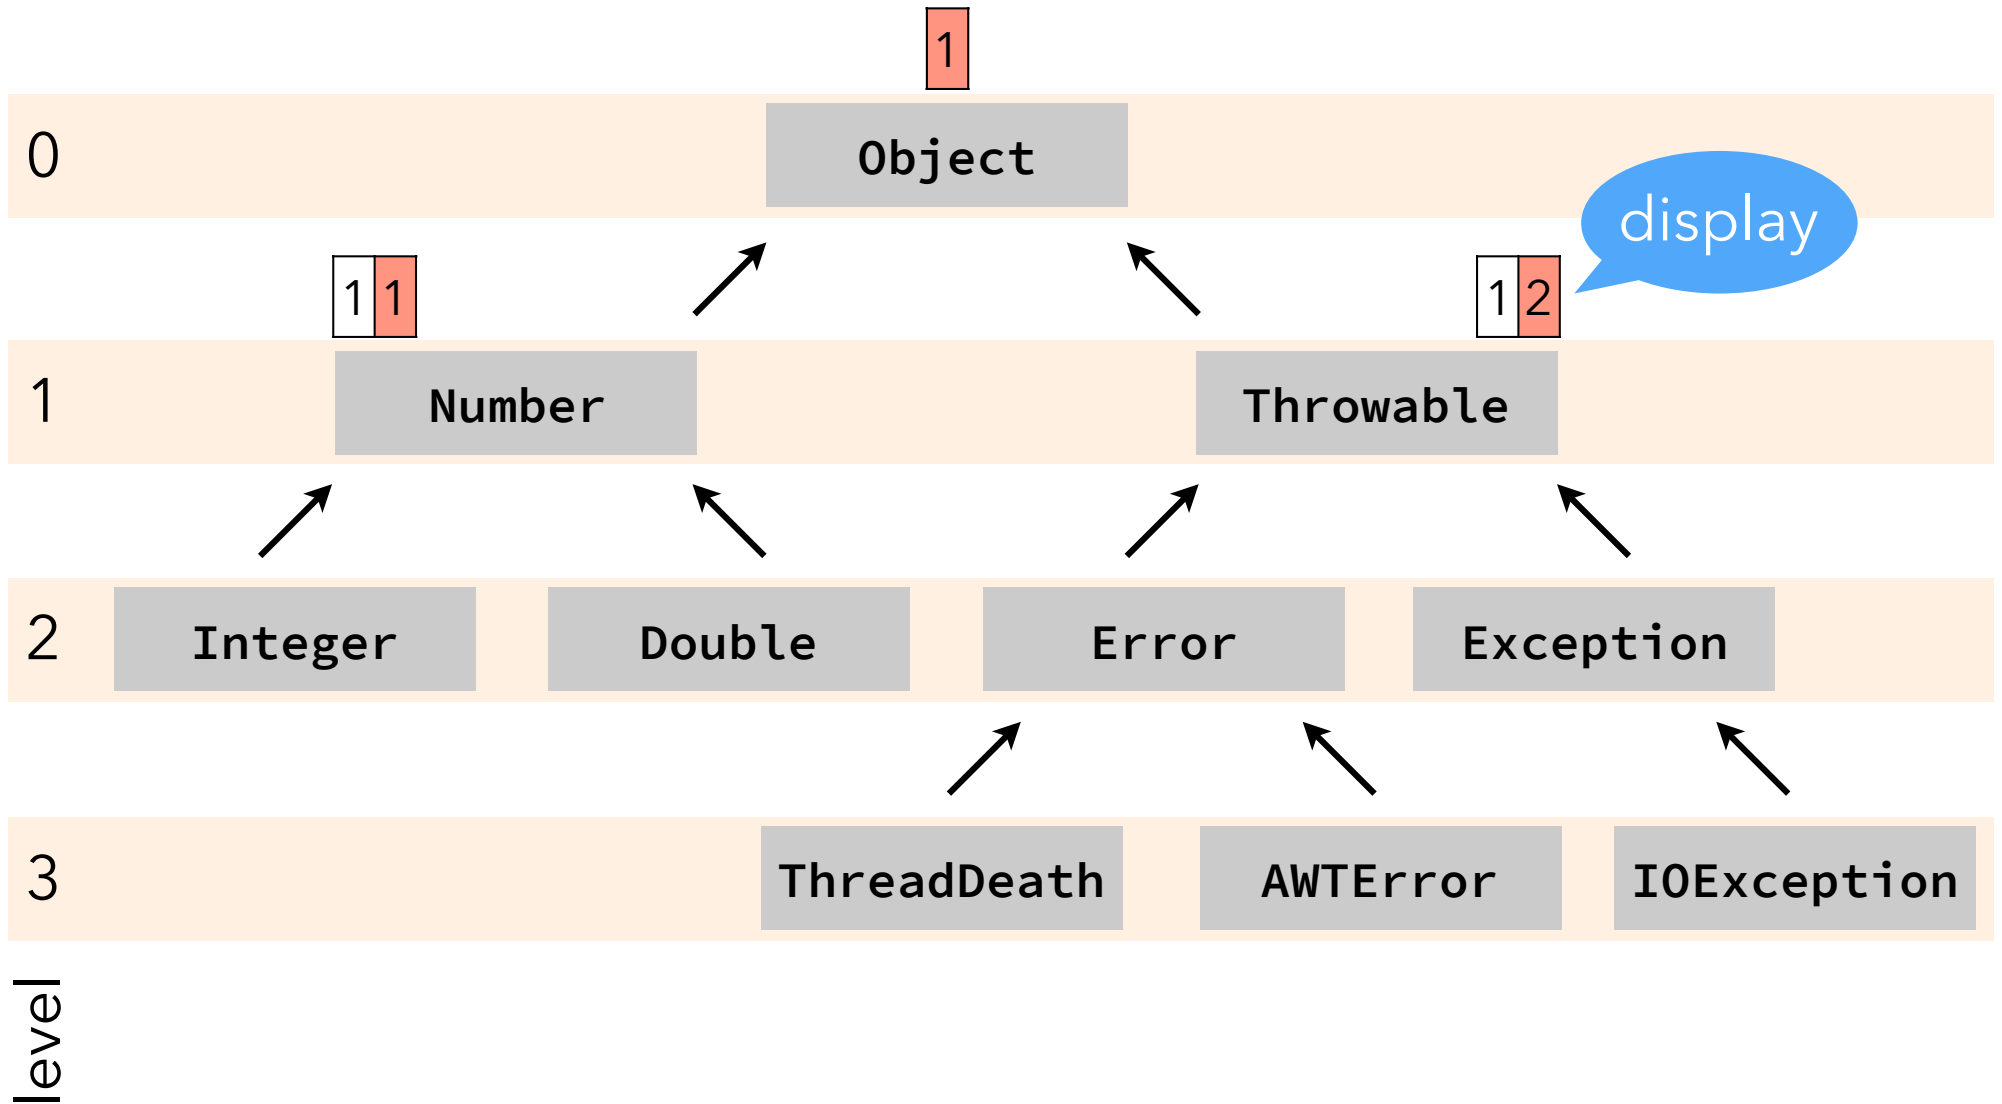 1
0
Object
display
1 1
1 2
1
Number
Throwable
2
Integer
Double
Error
Exception
3
ThreadDeath
AWTError
IOException
level